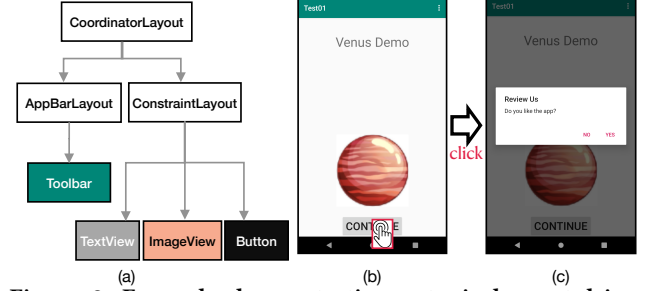 CoordinatorLayout
AppBarLayout
ConstraintLayout
Toolbar
TextView
ImageView
Button
(a)
Test01
Venus Demo
CONT
(b)
click
Test01
Venus Demo
Review Us
Do you like the app?
NO YES
CONTINUE
(c)